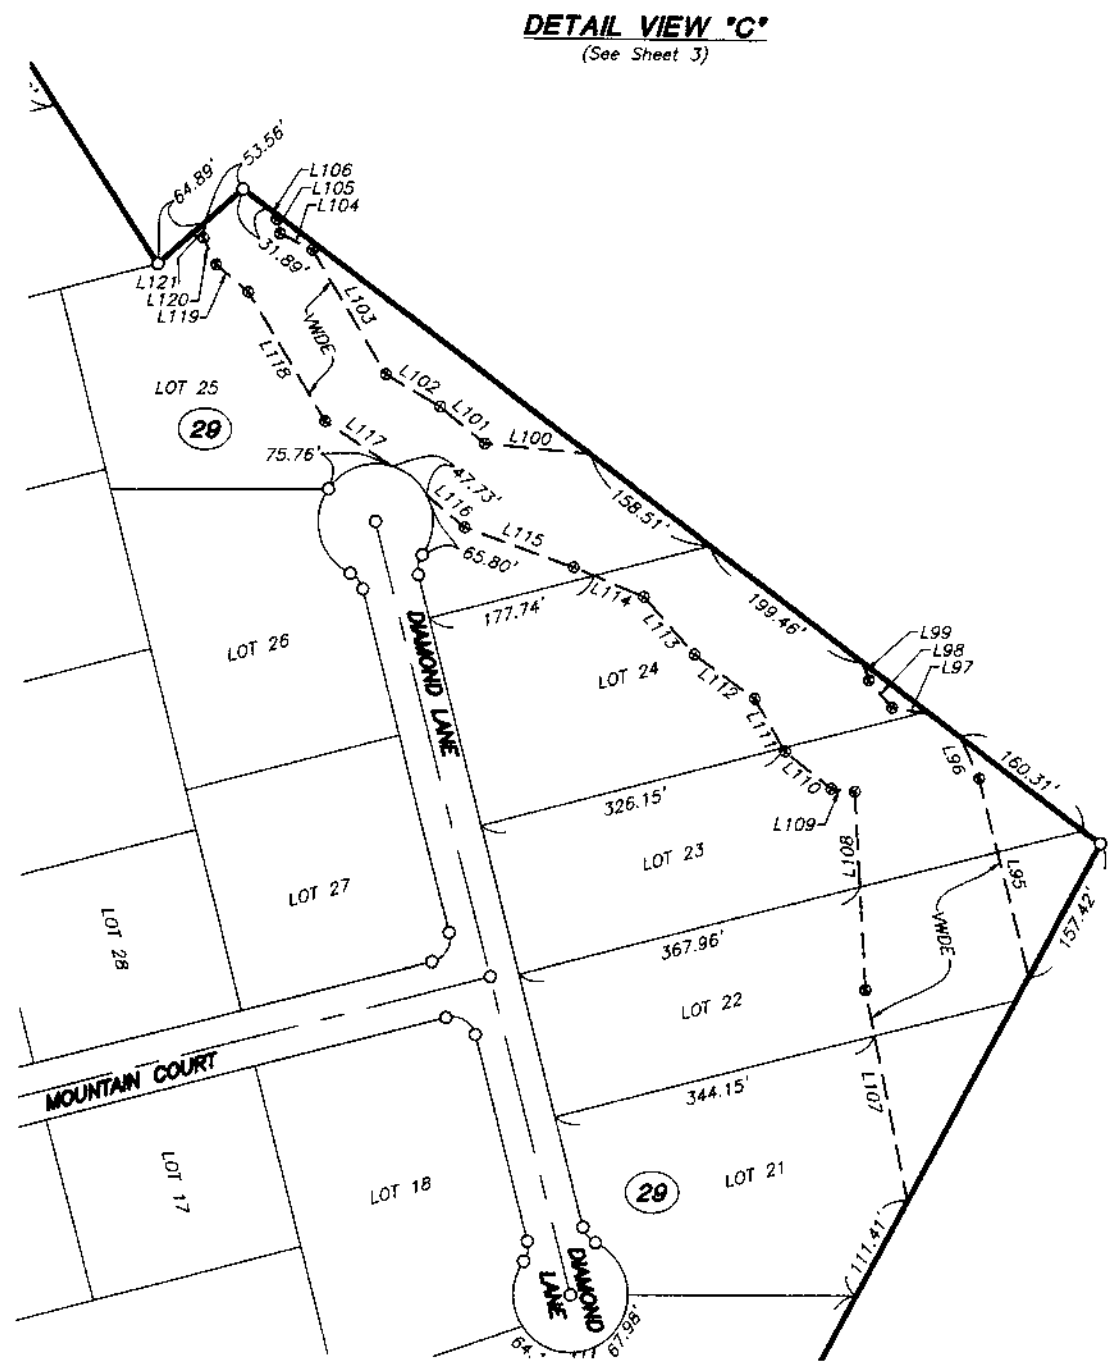 DETAIL VIEW "C"
(See Sheet 3)
53.56'
64.89'
L106
L105
L104
31.89'
L121
L120
L119
L103
VWDE
L118
LOT 25
L102
L101
29
L117
L100
75.76'
47.73'
L116
158.51'
L115
65.80'
L114
177.74'
199.46'
DIAMOND LANE
LOT 26
L113
L99
L98
L97
LOT 24
L112
L111
L96
L110
160.31'
326.15'
L109
LOT 23
L108
L95
LOT 27
157.42'
LOT 28
367.96'
VWDE
LOT 22
MOUNTAIN COURT
344.15'
L107
LOT 17
LOT 18
29
LOT 21
111.41'
DIAMOND
LANE
67.98'